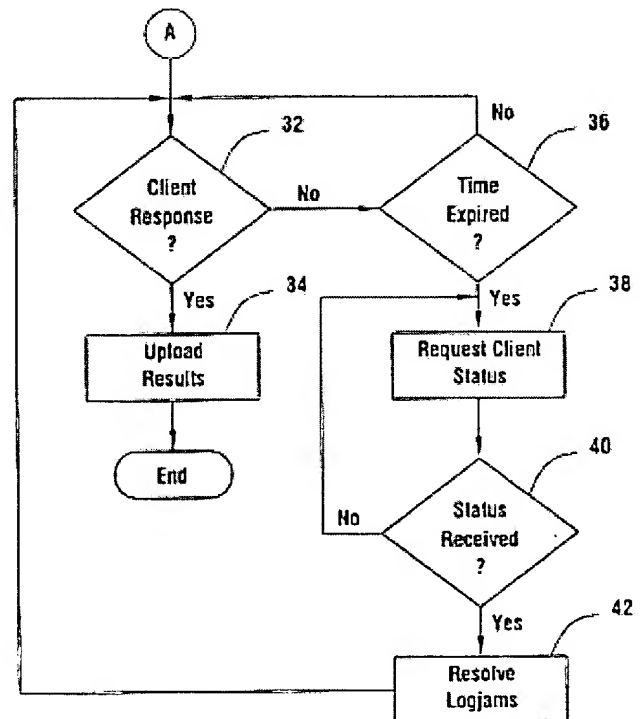 A
No
32
36
Client
Response
?
No
Time
Expired
?
Yes
34
Yes
38
Upload
Results
Request Client
Status
End
40
No
Status
Received
?
42
Yes
Resolve
Logjams